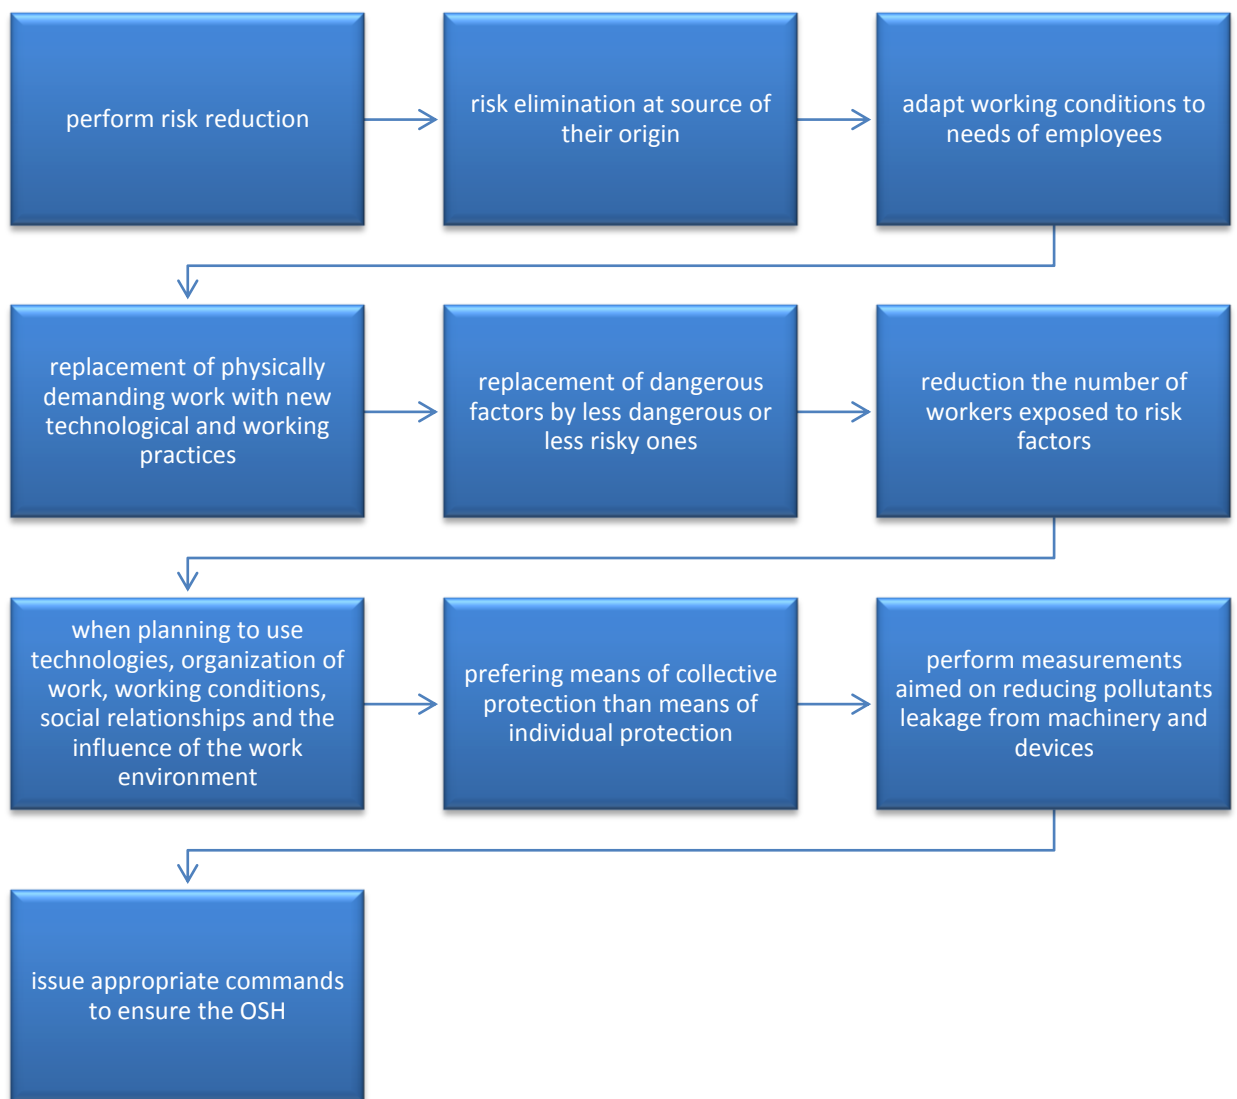 perform risk reduction
risk elimination at source of
their origin
adapt working conditions to
needs of employees
replacement of physically
demanding work with new
technological and working
practices
replacement of dangerous
factors by less dangerous or
less risky ones
reduction the number of
workers exposed to risk
factors
when planning to use
technologies, organization of
work, working conditions,
social relationships and the
influence of the work
environment
prefering means of collective
protection than means of
individual protection
perform measurements
aimed on reducing pollutants
leakage from machinery and
devices
issue appropriate commands
to ensure the OSH